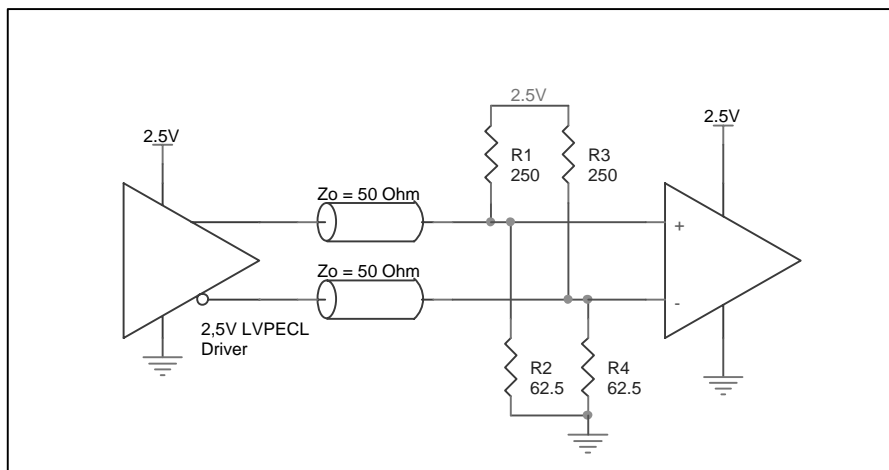 2.5V
2.5V
2.5V
R1
250
R3
250
Zo = 50 Ohm
+
Zo = 50 Ohm
-
2,5V LVPECL
Driver
R2
62.5
R4
62.5